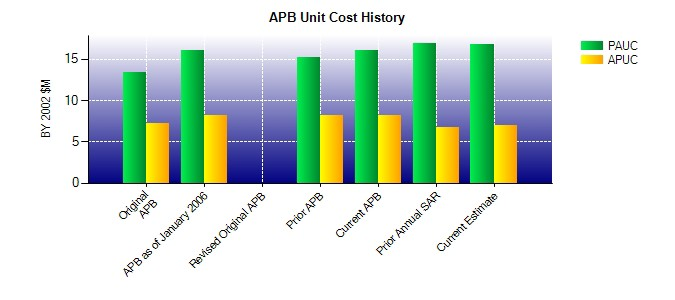 APB Unit Cost History
PAUC
APUC
BY 2002 $M
15
10
5
0
Original
APB
APB as of January 2006
Revised Original APB
Prior APB
Current APB
Prior Annual SAR
Current Estimate